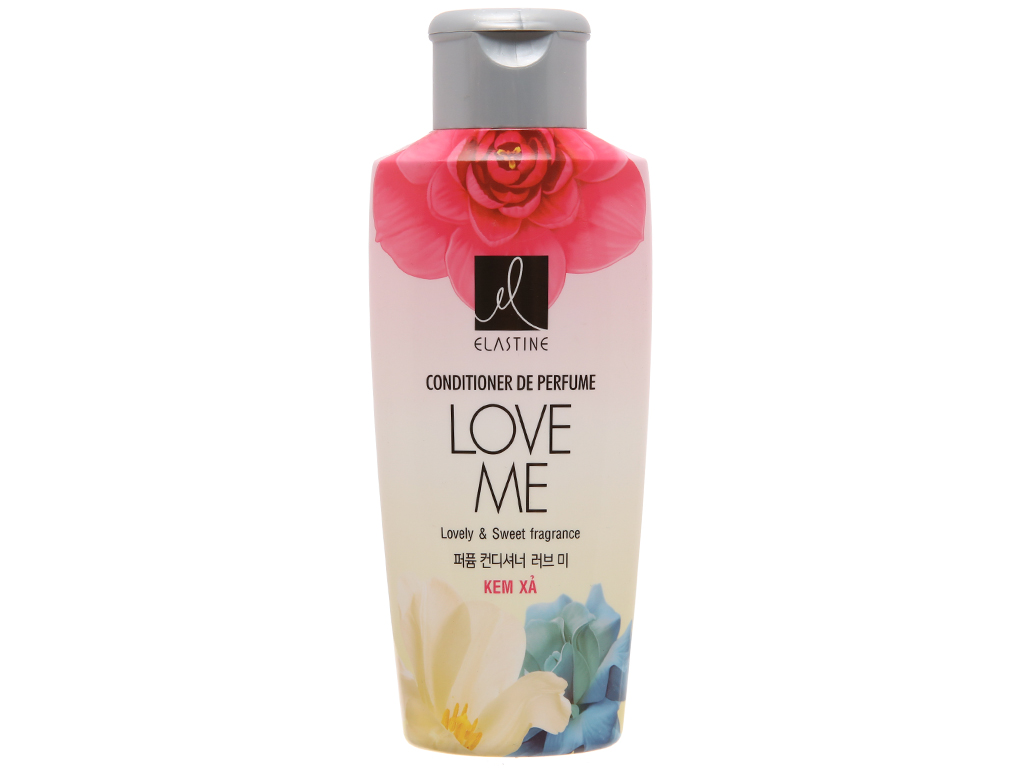 el
ELASTINE
CONDITIONER DE PERFUME
LOVE
ME
Lovely & Sweet fragrance
퍼퓸 컨디셔너 러브 미
KEM XẢ